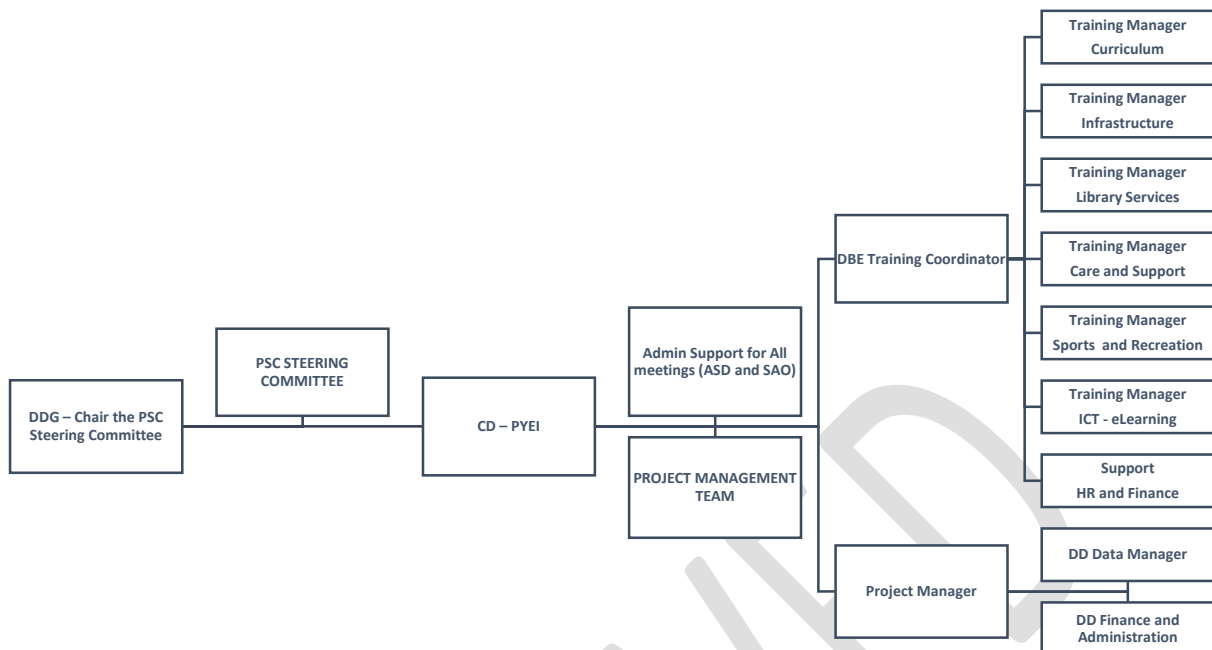 DDG – Chair the PSC
Steering Committee
PSC STEERING
COMMITTEE
CD – PYEI
Admin Support for All
meetings (ASD and SAO)
PROJECT MANAGEMENT
TEAM
DBE Training Coordinator
Training Manager
Curriculum
Training Manager
Infrastructure
Training Manager
Library Services
Training Manager
Care and Support
Training Manager
Sports and Recreation
Training Manager
ICT - eLearning
Support
HR and Finance
Project Manager
DD Data Manager
DD Finance and
Administration